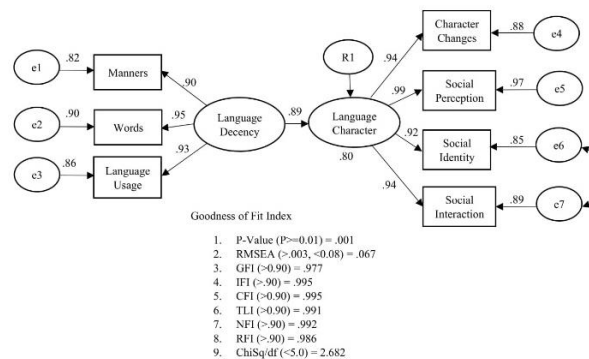 Character
Changes
.88
e4
R1
.94
.82
e1
Manners
.90
.99
Social
Perception
.97
e5
.90
e2
Words
.95
Language
Decency
.89
Language
Character
.80
.92
Social
Identity
.85
e6
.86
e3
Language
Usage
.93
.94
Social
Interaction
.89
e7
Goodness of Fit Index
1. P-Value (P>=0.01) = .001
2. RMSEA (>.003, <0.08) = .067
3. GFI (>0.90) = .977
4. IFI (>.90) = .995
5. CFI (>0.90) = .995
6. TLI (>0.90) = .991
7. NFI (>.90) = .992
8. RFI (>.90) = .986
9. ChiSq/df (<5.0) = 2.682